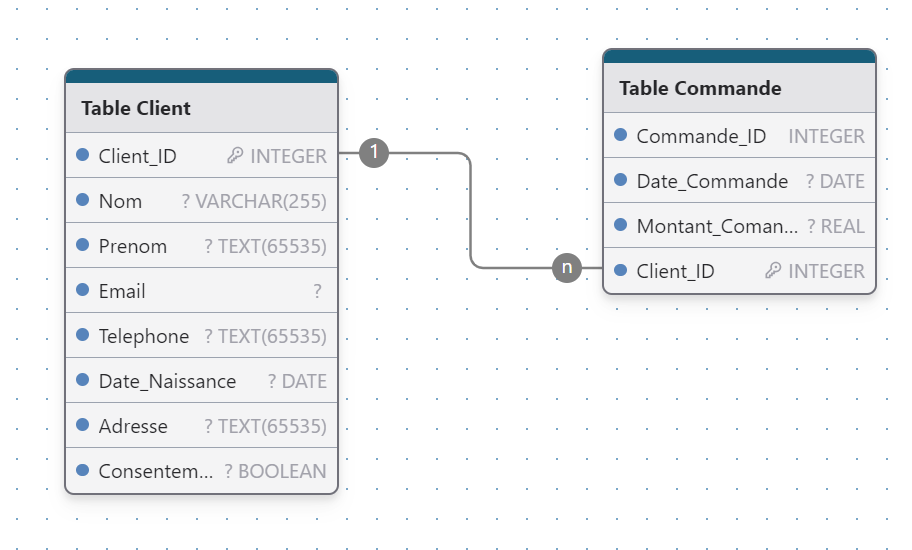 Table Client
Client_ID INTEGER
Nom ? VARCHAR(255)
Prenom ? TEXT(65535)
Email ?
Telephone ? TEXT(65535)
Date_Naissance ? DATE
Adresse ? TEXT(65535)
Consentem... ? BOOLEAN
1
n
Table Commande
Commande_ID INTEGER
Date_Commande ? DATE
Montant_Coman... ? REAL
Client_ID INTEGER